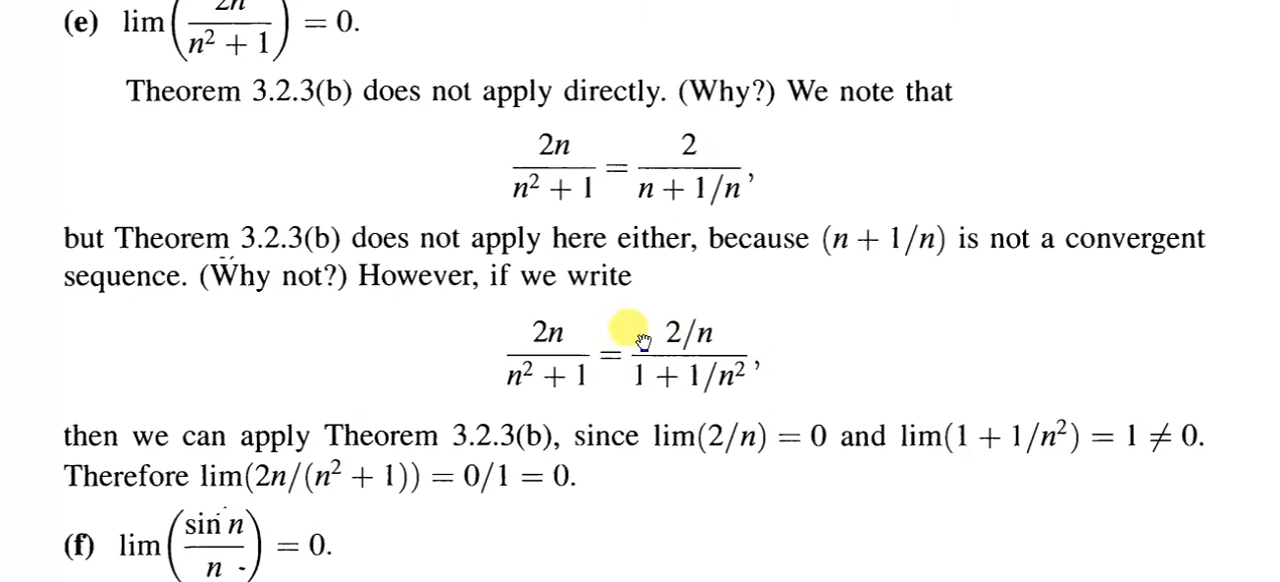 (e) lim(2n / n² + 1) = 0.
Theorem 3.2.3(b) does not apply directly. (Why?) We note that
2n / n² + 1 = 2 / n + 1/n,
but Theorem 3.2.3(b) does not apply here either, because (n + 1/n) is not a convergent
sequence. (Why not?) However, if we write
2n / n² + 1 = 2/n / 1 + 1/n²,
then we can apply Theorem 3.2.3(b), since lim(2/n) = 0 and lim(1 + 1/n²) = 1 ≠ 0.
Therefore lim(2n/(n² + 1)) = 0/1 = 0.
(f) lim(sin n / n) = 0.